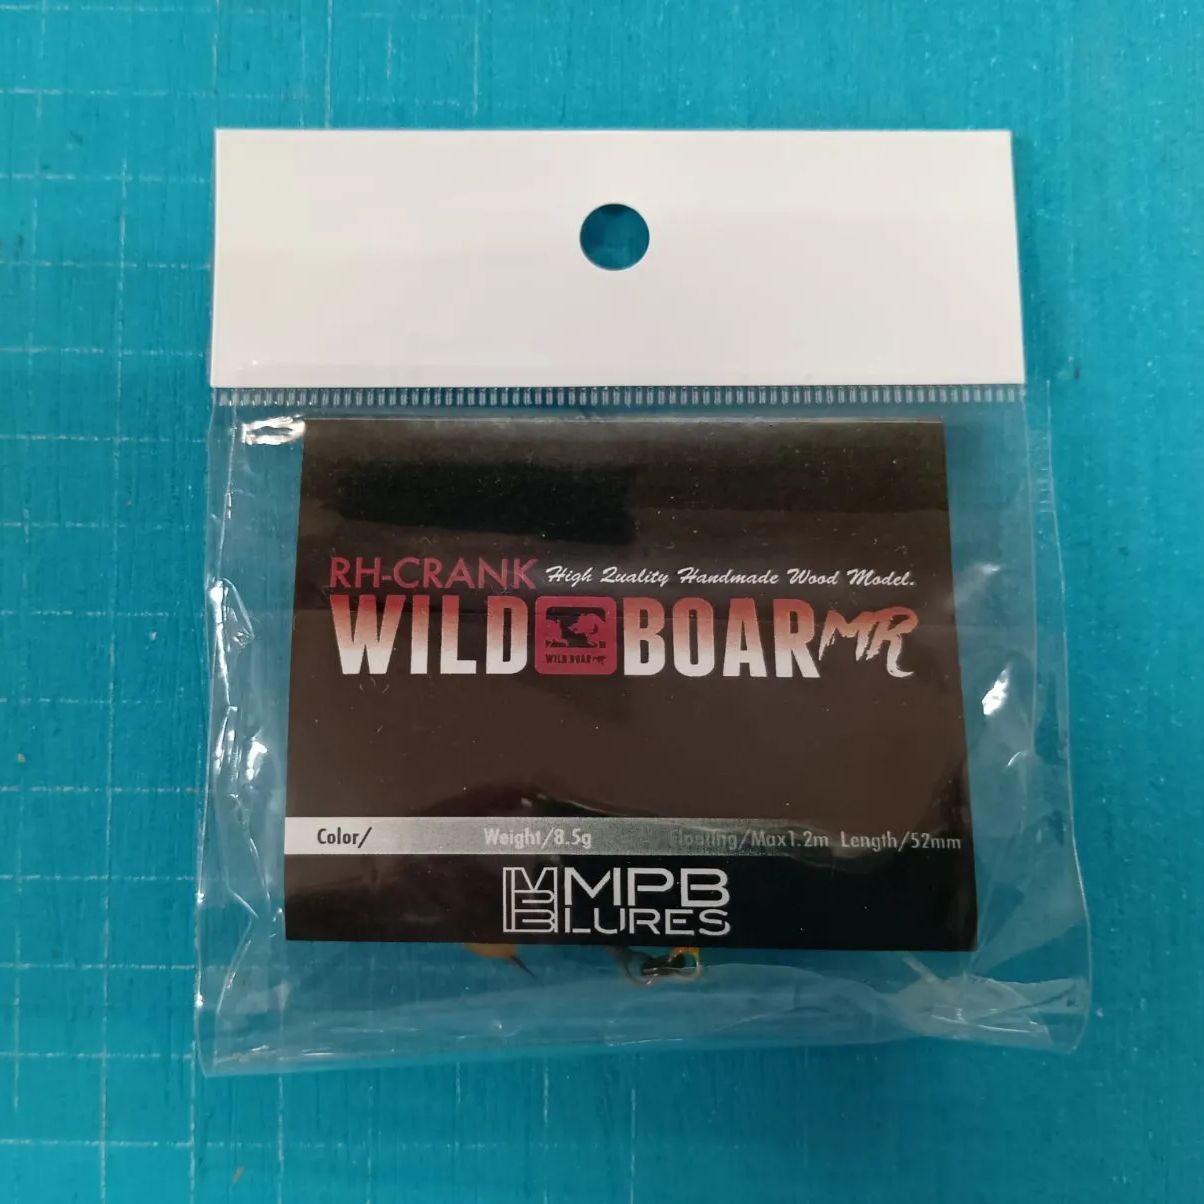 RH-CRANK High Quality Handmade Wood Model.
WILD WILD BOAR MR BOAR MR
Color/ Weight/8.5g Floating/Max1.2m Length/52mm
MPB
LURES